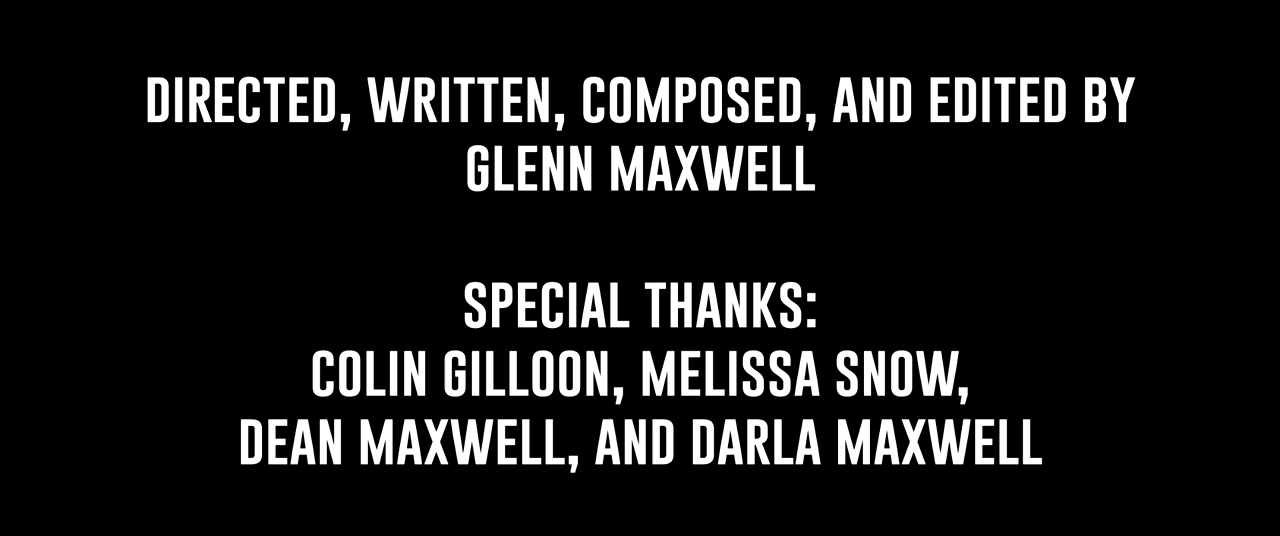 DIRECTED, WRITTEN, COMPOSED, AND EDITED BY
GLENN MAXWELL
SPECIAL THANKS:
COLIN GILLOON, MELISSA SNOW,
DEAN MAXWELL, AND DARLA MAXWELL